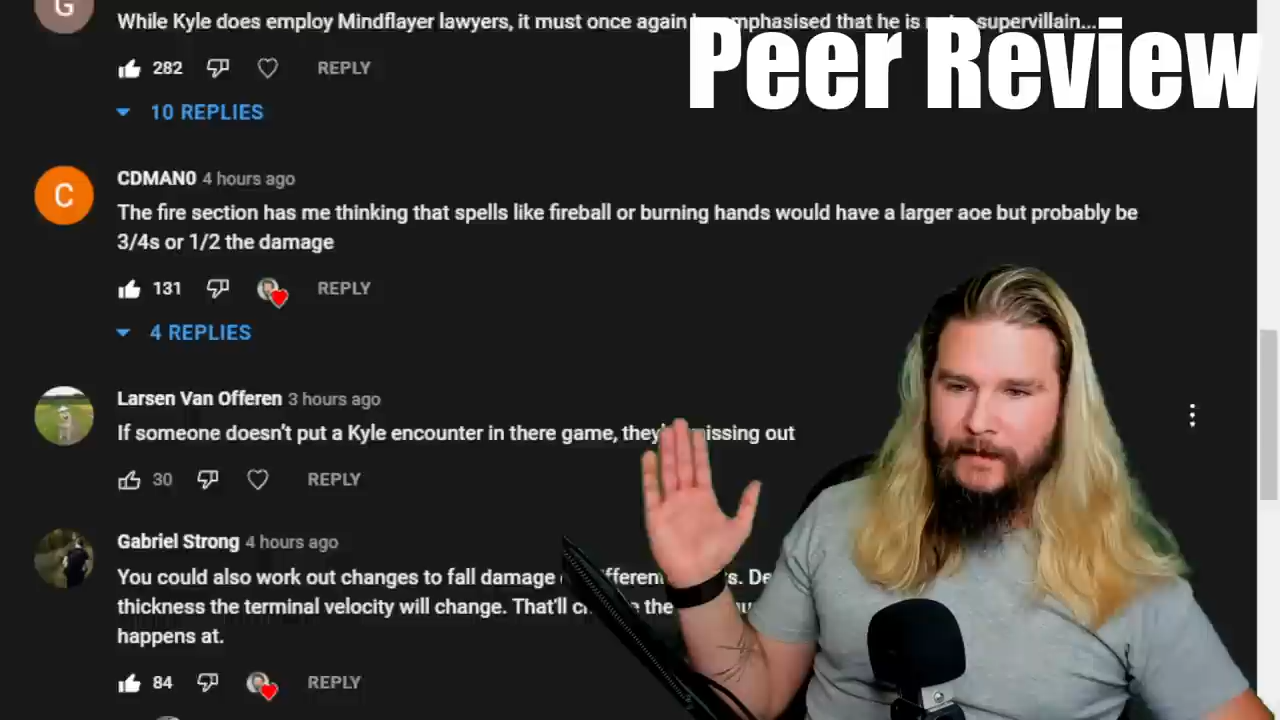 G
Peer Review
While Kyle does employ Mindflayer lawyers, it must once again emphasised that he is supervillain...
282 REPLY
10 REPLIES
C
CDMAN0 4 hours ago
The fire section has me thinking that spells like fireball or burning hands would have a larger aoe but probably be
3/4s or 1/2 the damage
131 REPLY
4 REPLIES
Larsen Van Offeren 3 hours ago
If someone doesn't put a Kyle encounter in there game, missing out
30 REPLY
Gabriel Strong 4 hours ago
You could also work out changes to fall damage
thickness the terminal velocity will change. That'll the
happens at.
84 REPLY